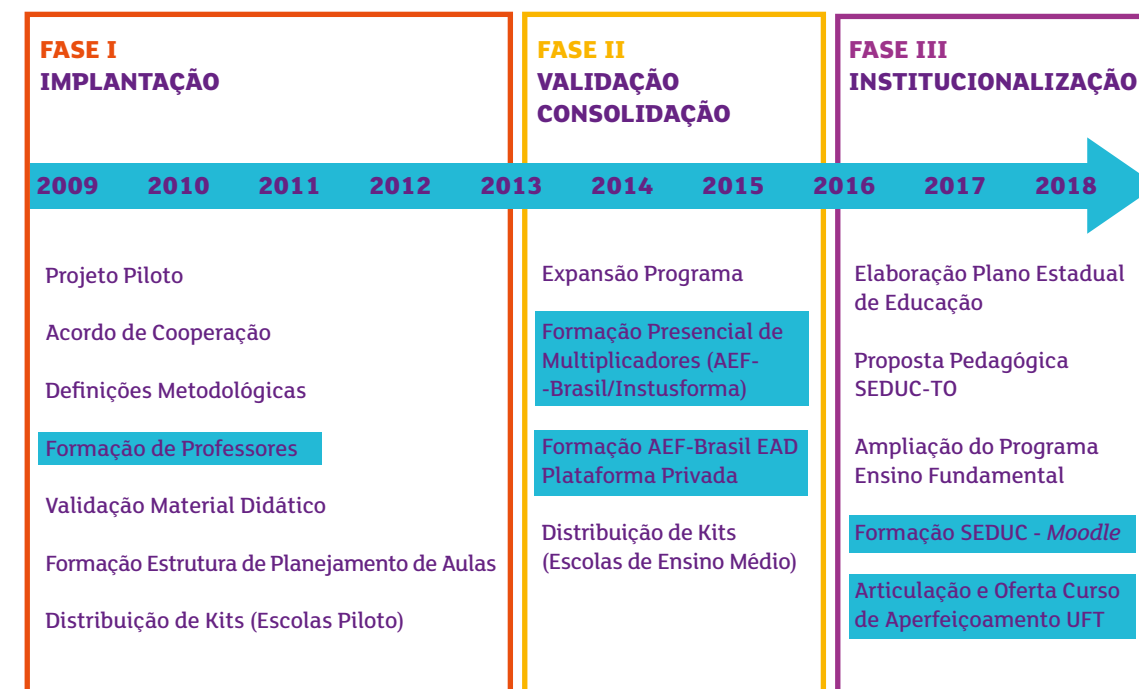 FASE I
IMPLANTAÇÃO
FASE II
VALIDAÇÃO
CONSOLIDAÇÃO
FASE III
INSTITUCIONALIZAÇÃO
2009 2010 2011 2012 2013 2014 2015 2016 2017 2018
Projeto Piloto
Acordo de Cooperação
Definições Metodológicas
Formação de Professores
Validação Material Didático
Formação Estrutura de Planejamento de Aulas
Distribuição de Kits (Escolas Piloto)
Expansão Programa
Formação Presencial de
Multiplicadores (AEF-
-Brasil/Instusforma)
Formação AEF-Brasil EAD
Plataforma Privada
Distribuição de Kits
(Escolas de Ensino Médio)
Elaboração Plano Estadual
de Educação
Proposta Pedagógica
SEDUC-TO
Ampliação do Programa
Ensino Fundamental
Formação SEDUC - Moodle
Articulação e Oferta Curso
de Aperfeiçoamento UFT